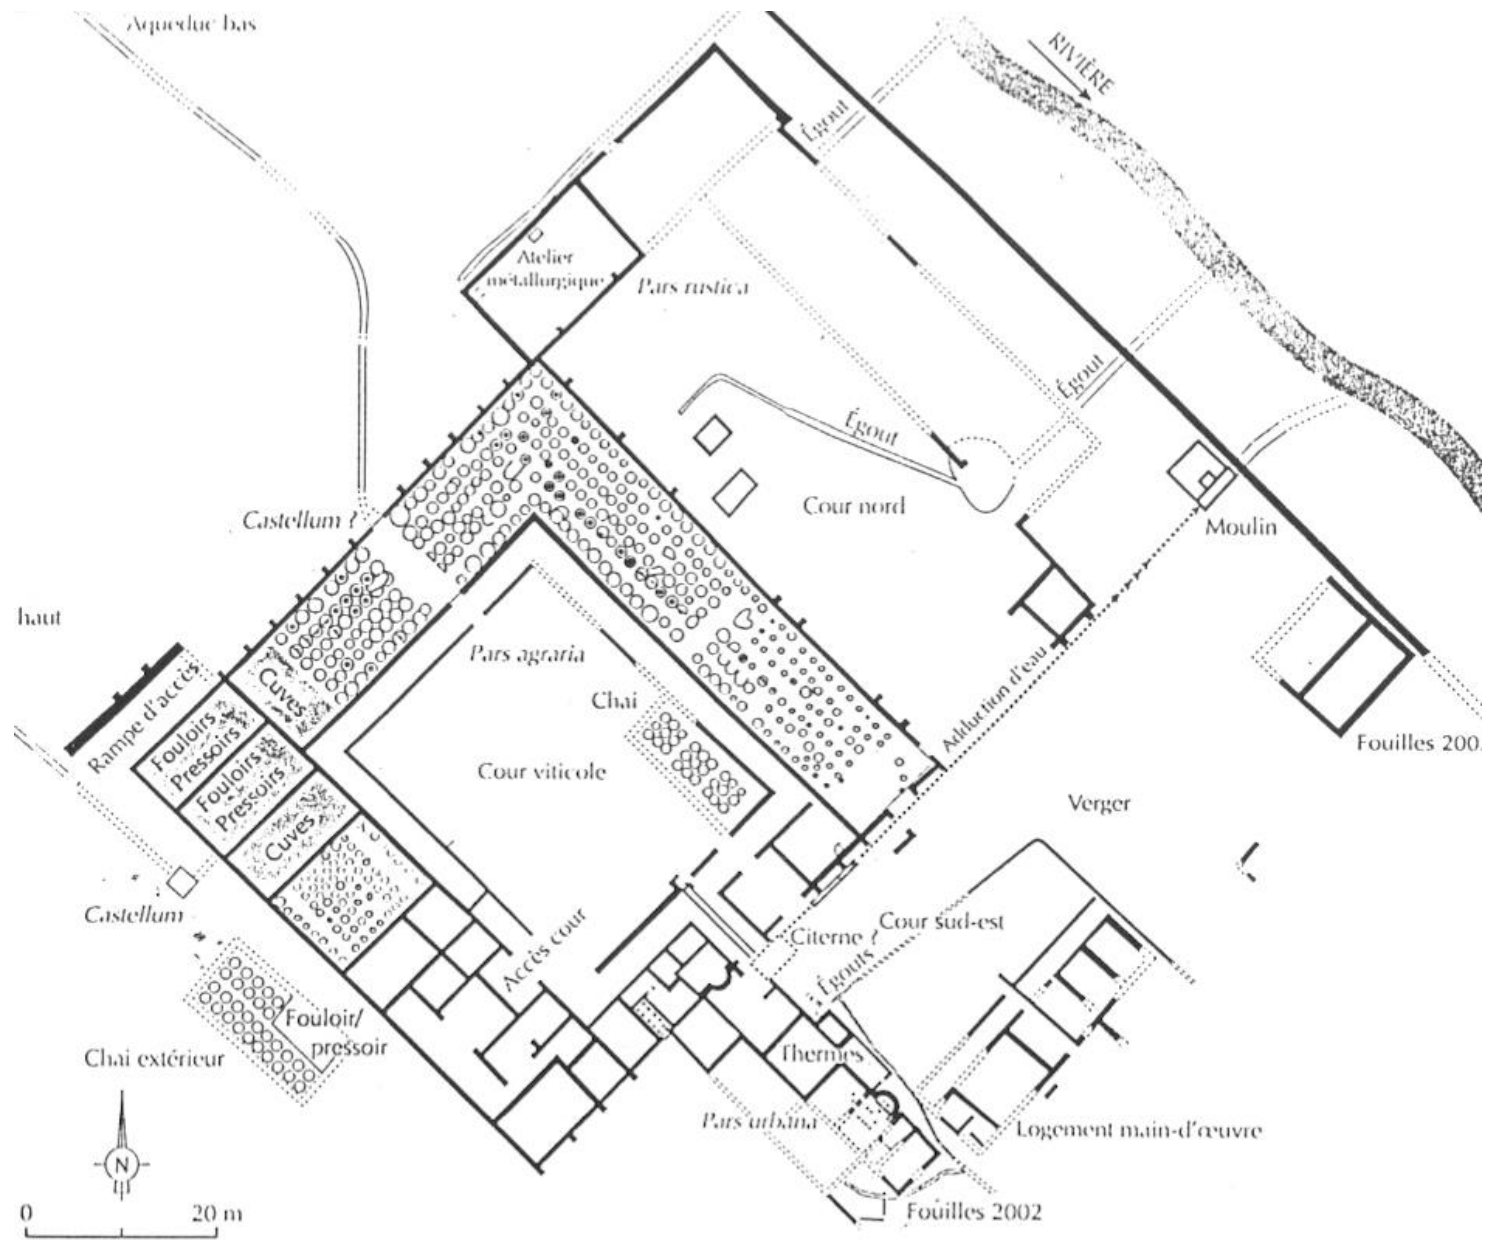 Aqueduc bas
RIVIÈRE
Égout
Atelier
métallurgique
Pars rustica
Égout
Égout
Castellum ?
Cour nord
Moulin
haut
Pars agraria
Rampe d'accès
Cuves
Chai
Adduction d'eau
Fouloirs
Pressoirs
Fouloirs
Pressoirs
Cuves
Cour viticole
Fouilles 200
Verger
Castellum
Accès cour
Citerne ?
Cour sud-est
Égouts
Fouloir/
pressoir
Chai extérieur
Thermes
Pars urbana
Logement main-d'œuvre
N
Fouilles 2002
0 20 m